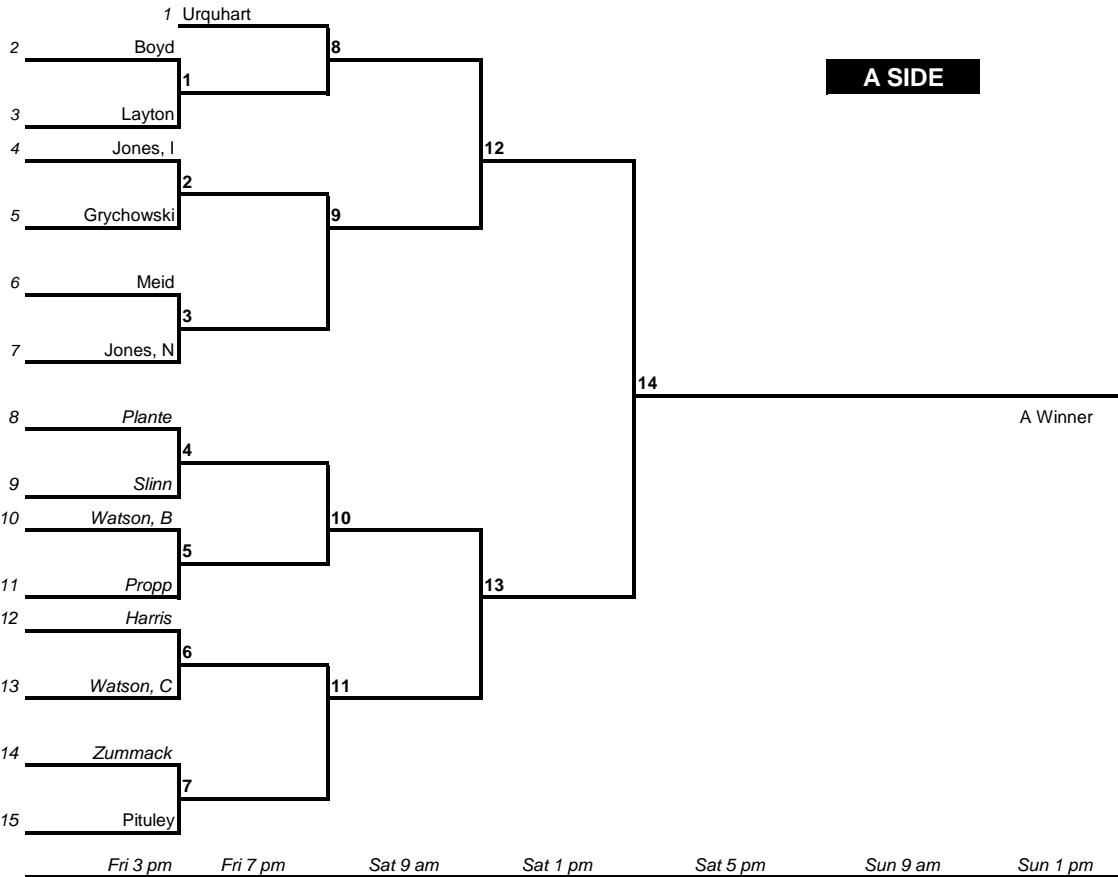 1 Urquhart
2 Boyd
8
A SIDE
1
3 Layton
4 Jones, I
12
2
5 Grychowski
9
6 Meid
3
7 Jones, N
14
8 Plante
A Winner
4
9 Slinn
10 Watson, B
10
5
11 Propp
13
12 Harris
6
13 Watson, C
11
14 Zummack
7
15 Pituley
Fri 3 pm Fri 7 pm Sat 9 am Sat 1 pm Sat 5 pm Sun 9 am Sun 1 pm